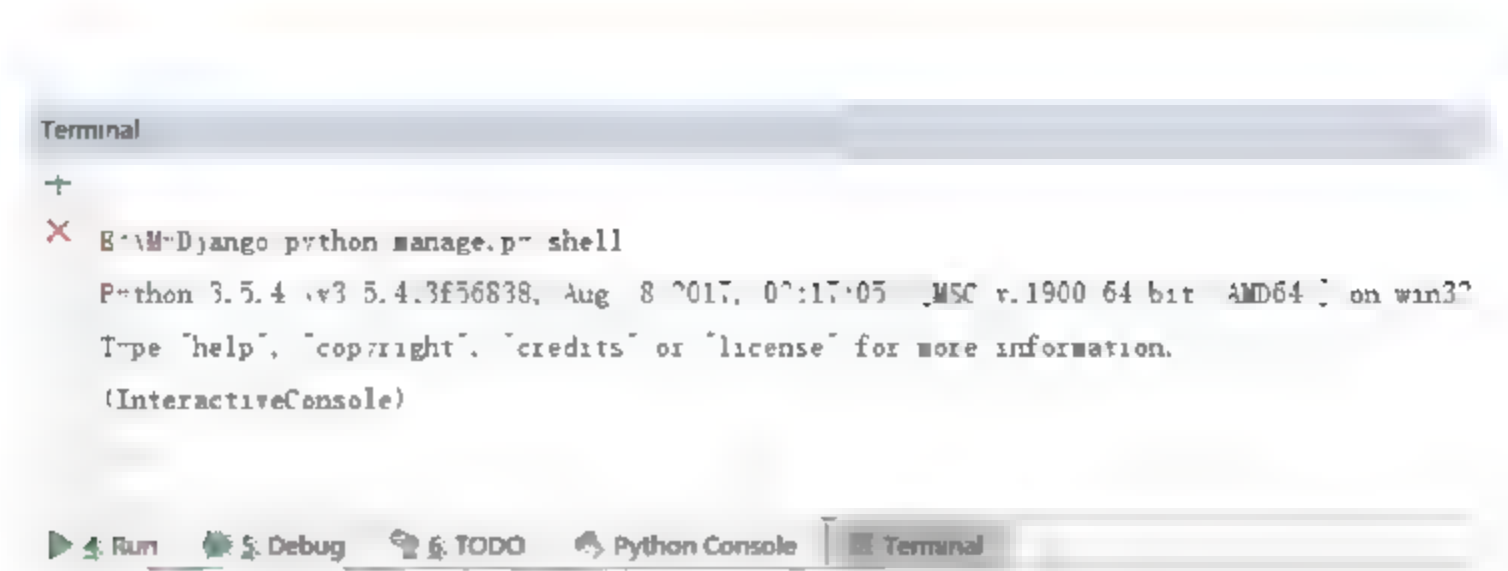 Terminal
E:\MyDjango>python manage.py shell
Python 3.5.4 (v3.5.4:3f56838, Aug 8 2017, 02:17:05) [MSC v.1900 64 bit (AMD64)] on win32
Type "help", "copyright", "credits" or "license" for more information.
(InteractiveConsole)
4: Run 5: Debug 6: TODO Python Console Terminal